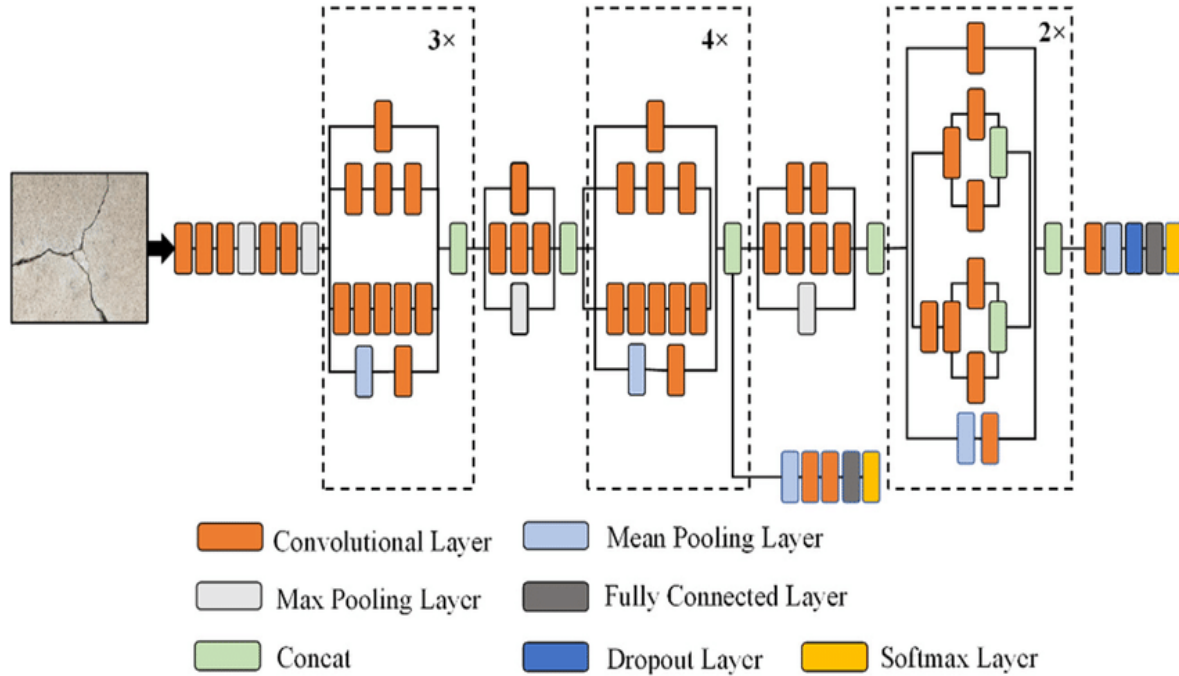 3×
4×
2×
Convolutional Layer
Mean Pooling Layer
Max Pooling Layer
Fully Connected Layer
Concat
Dropout Layer
Softmax Layer